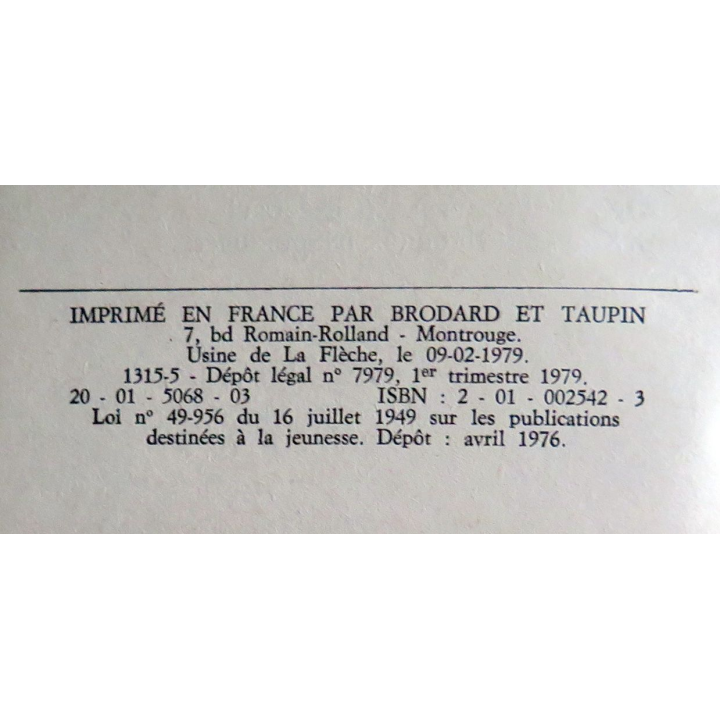 IMPRIMÉ EN FRANCE PAR BRODARD ET TAUPIN
7, bd Romain-Rolland - Montrouge.
Usine de La Flèche, le 09-02-1979.
1315-5 - Dépôt légal nº 7979, 1er trimestre 1979.
20 - 01 - 5068 - 03 ISBN : 2 - 01 - 002542 - 3
Loi nº 49-956 du 16 juillet 1949 sur les publications
destinées à la jeunesse. Dépôt : avril 1976.